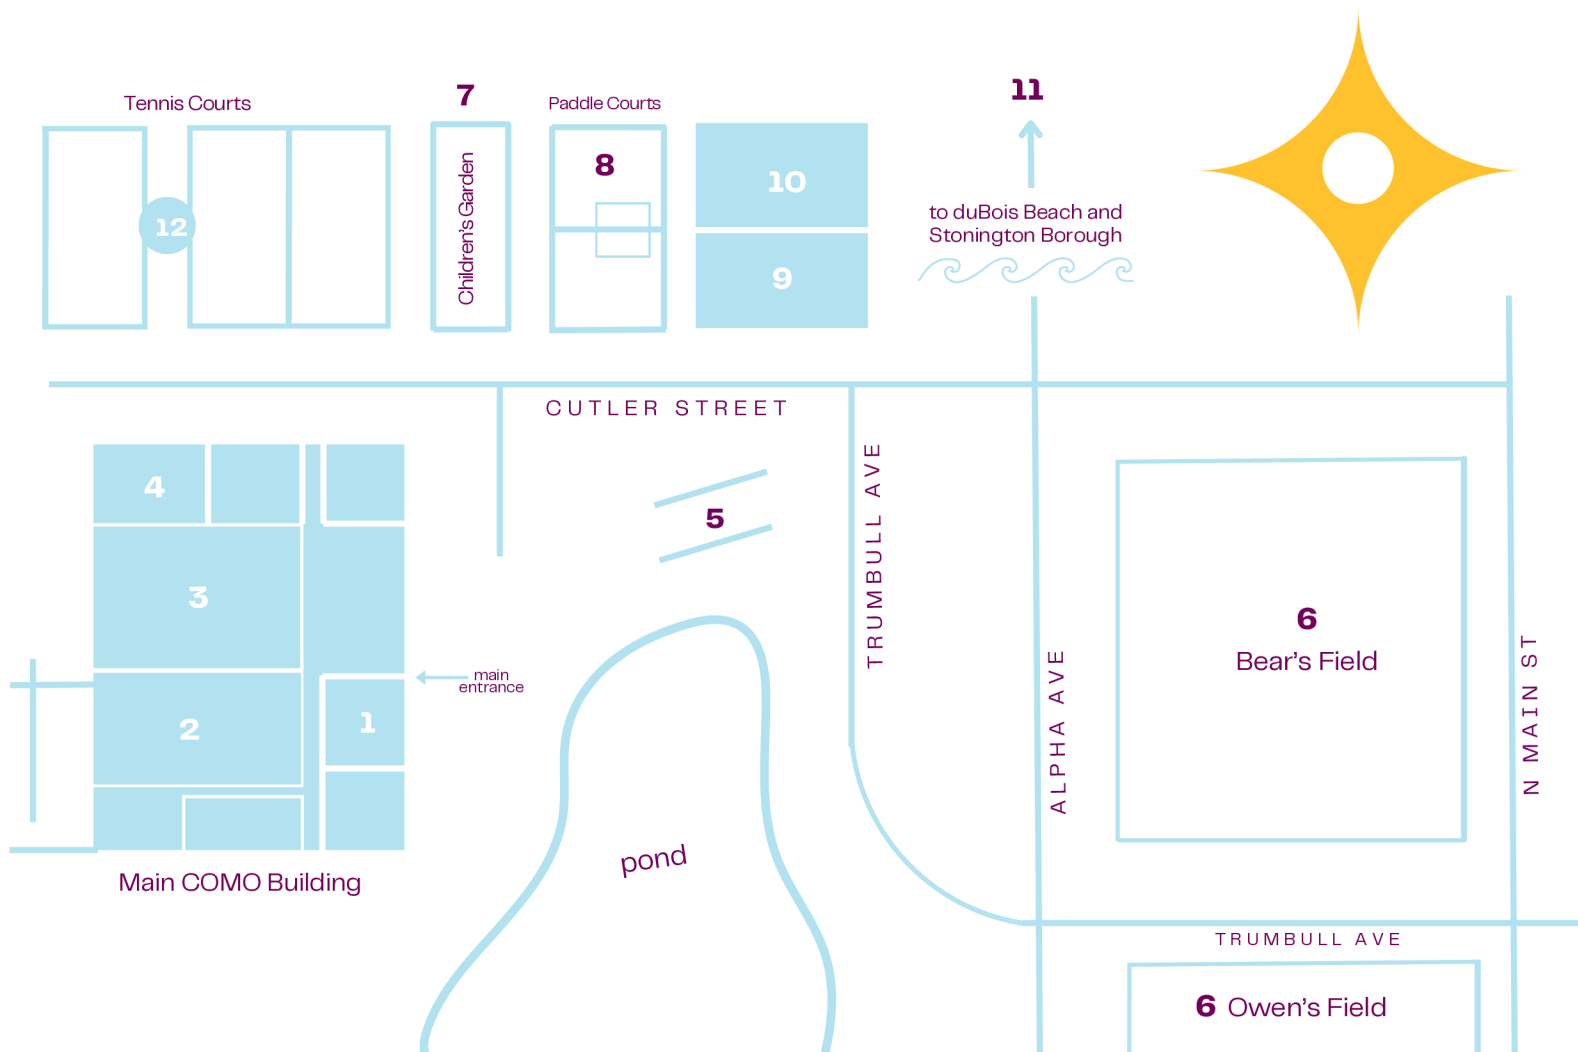 Tennis Courts
7
Paddle Courts
11
Children's Garden
8
10
12
9
to duBois Beach and
Stonington Borough
CUTLER STREET
4
5
TRUMBULL AVE
3
6
Bear's Field
main
entrance
2
1
ALPHA AVE
N MAIN ST
pond
Main COMO Building
TRUMBULL AVE
6 Owen's Field